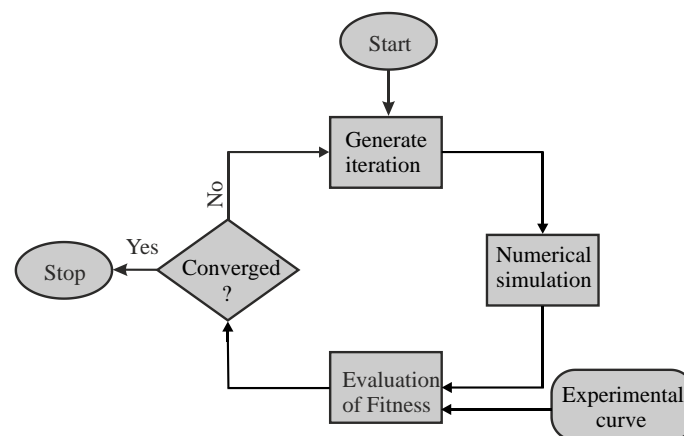 Start
Generate
iteration
No
Yes
Stop
Converged
?
Numerical
simulation
Evaluation
of Fitness
Experimental
curve